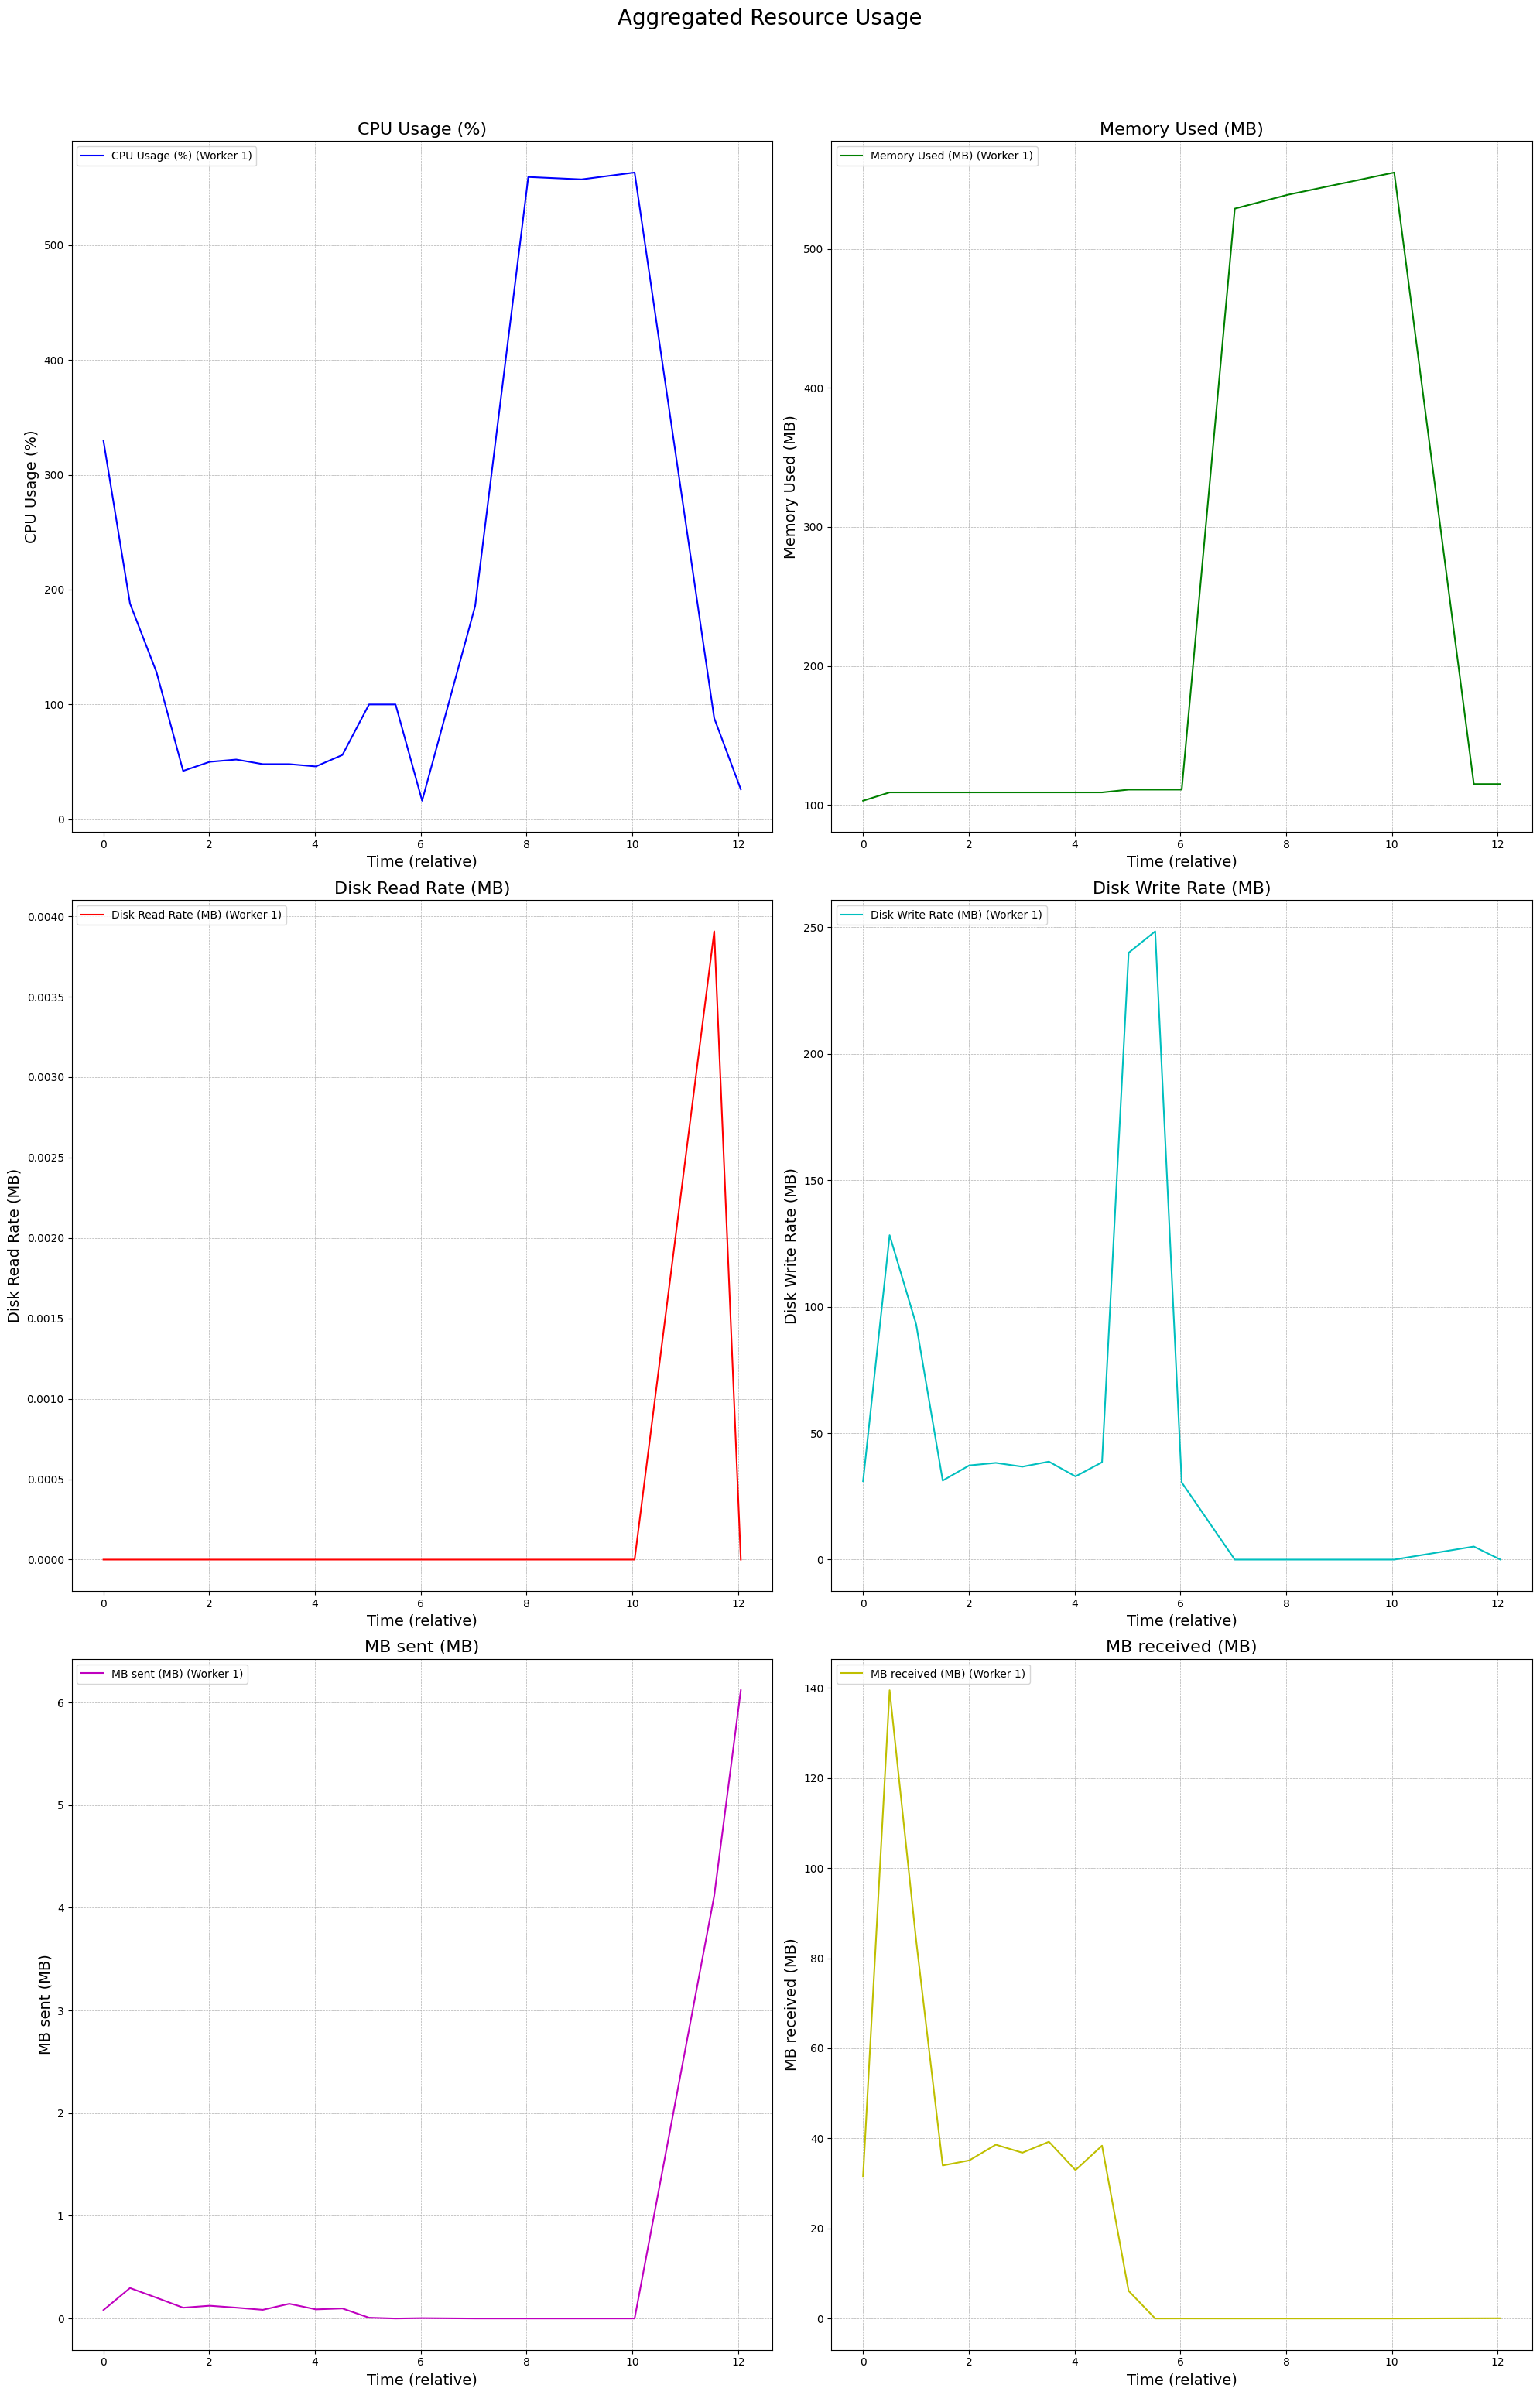 Aggregated Resource Usage
CPU Usage (%)
CPU Usage (%) (Worker 1)
CPU Usage (%)
500
400
300
200
100
0
0 2 4 6 8 10 12
Time (relative)
Memory Used (MB)
Memory Used (MB) (Worker 1)
Memory Used (MB)
500
400
300
200
100
0 2 4 6 8 10 12
Time (relative)
Disk Read Rate (MB)
Disk Read Rate (MB) (Worker 1)
Disk Read Rate (MB)
0.0040
0.0035
0.0030
0.0025
0.0020
0.0015
0.0010
0.0005
0.0000
0 2 4 6 8 10 12
Time (relative)
Disk Write Rate (MB)
Disk Write Rate (MB) (Worker 1)
Disk Write Rate (MB)
250
200
150
100
50
0
0 2 4 6 8 10 12
Time (relative)
MB sent (MB)
MB sent (MB) (Worker 1)
MB sent (MB)
6
5
4
3
2
1
0
0 2 4 6 8 10 12
Time (relative)
MB received (MB)
MB received (MB) (Worker 1)
MB received (MB)
140
120
100
80
60
40
20
0
0 2 4 6 8 10 12
Time (relative)